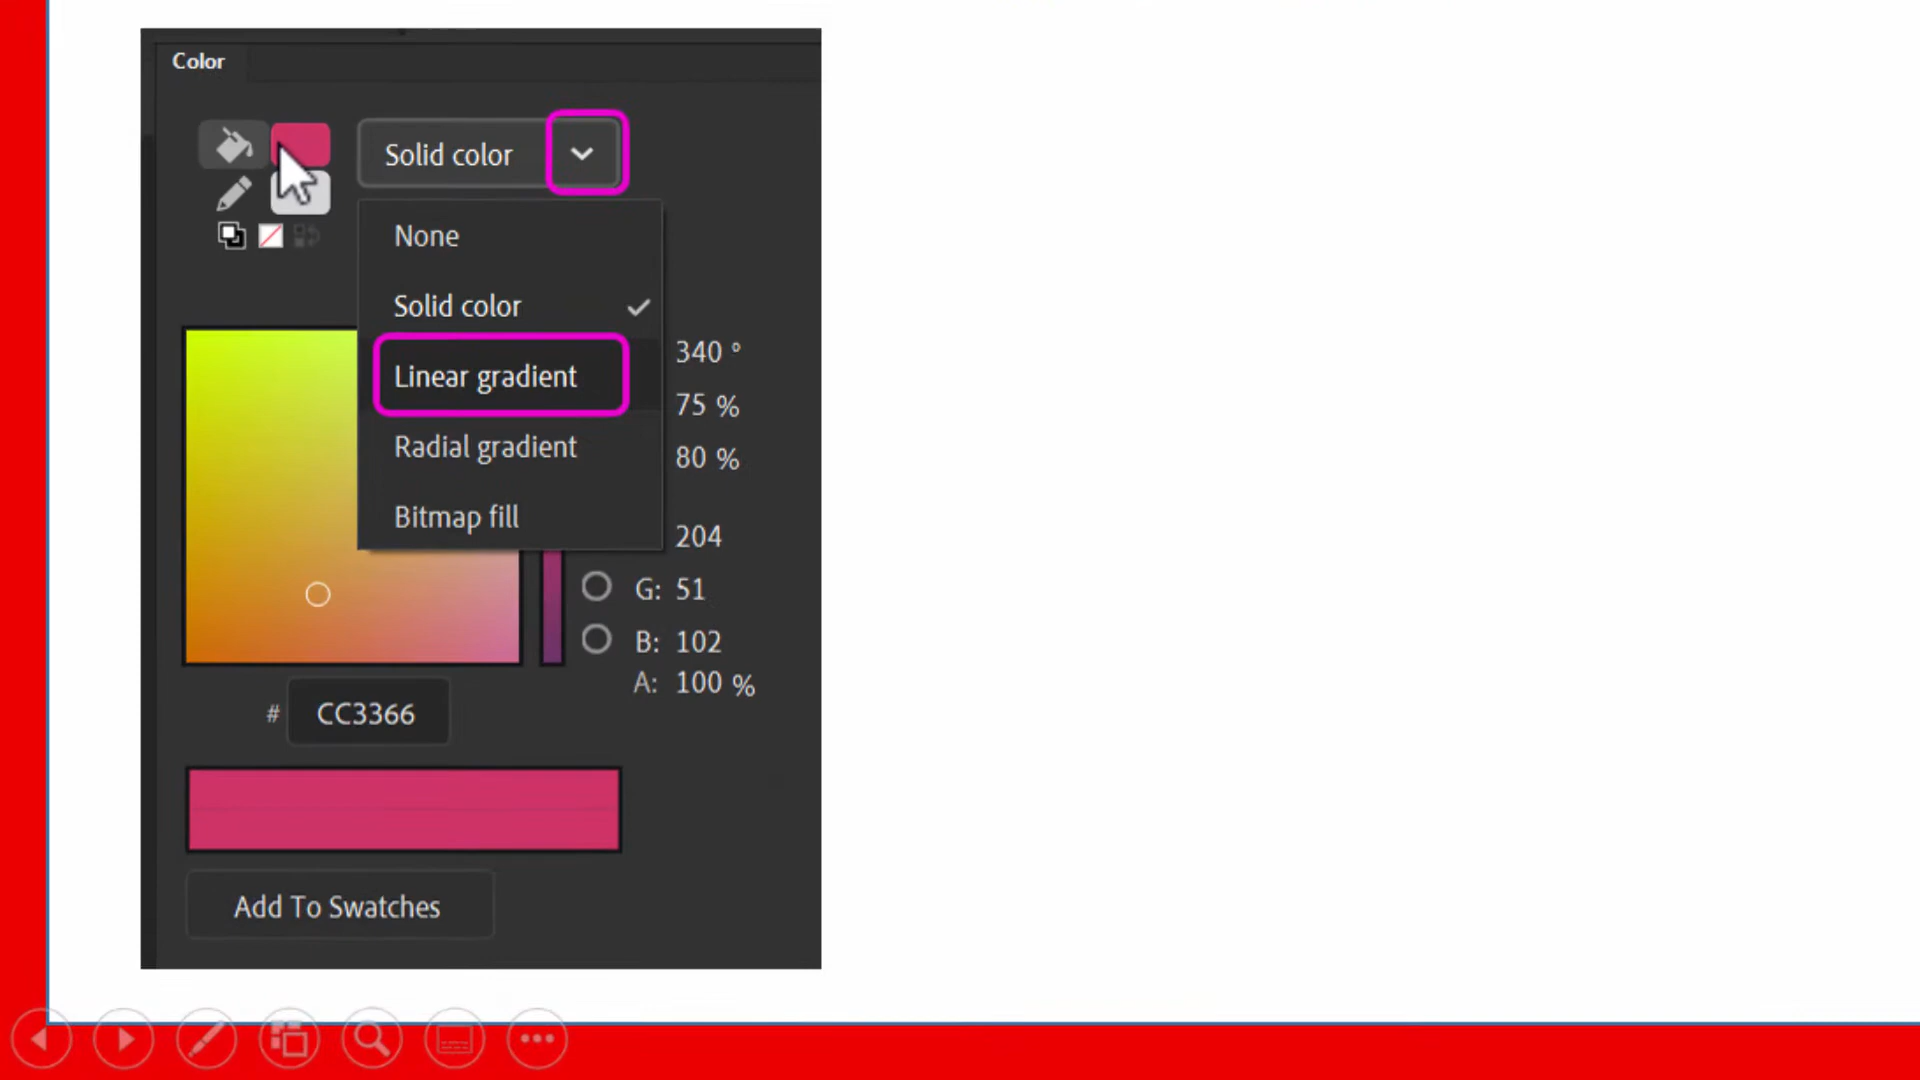 Color
Solid color
None
Solid color
Linear gradient
Radial gradient
Bitmap fill
340 °
75 %
80 %
204
G: 51
B: 102
A: 100 %
# CC3366
Add To Swatches